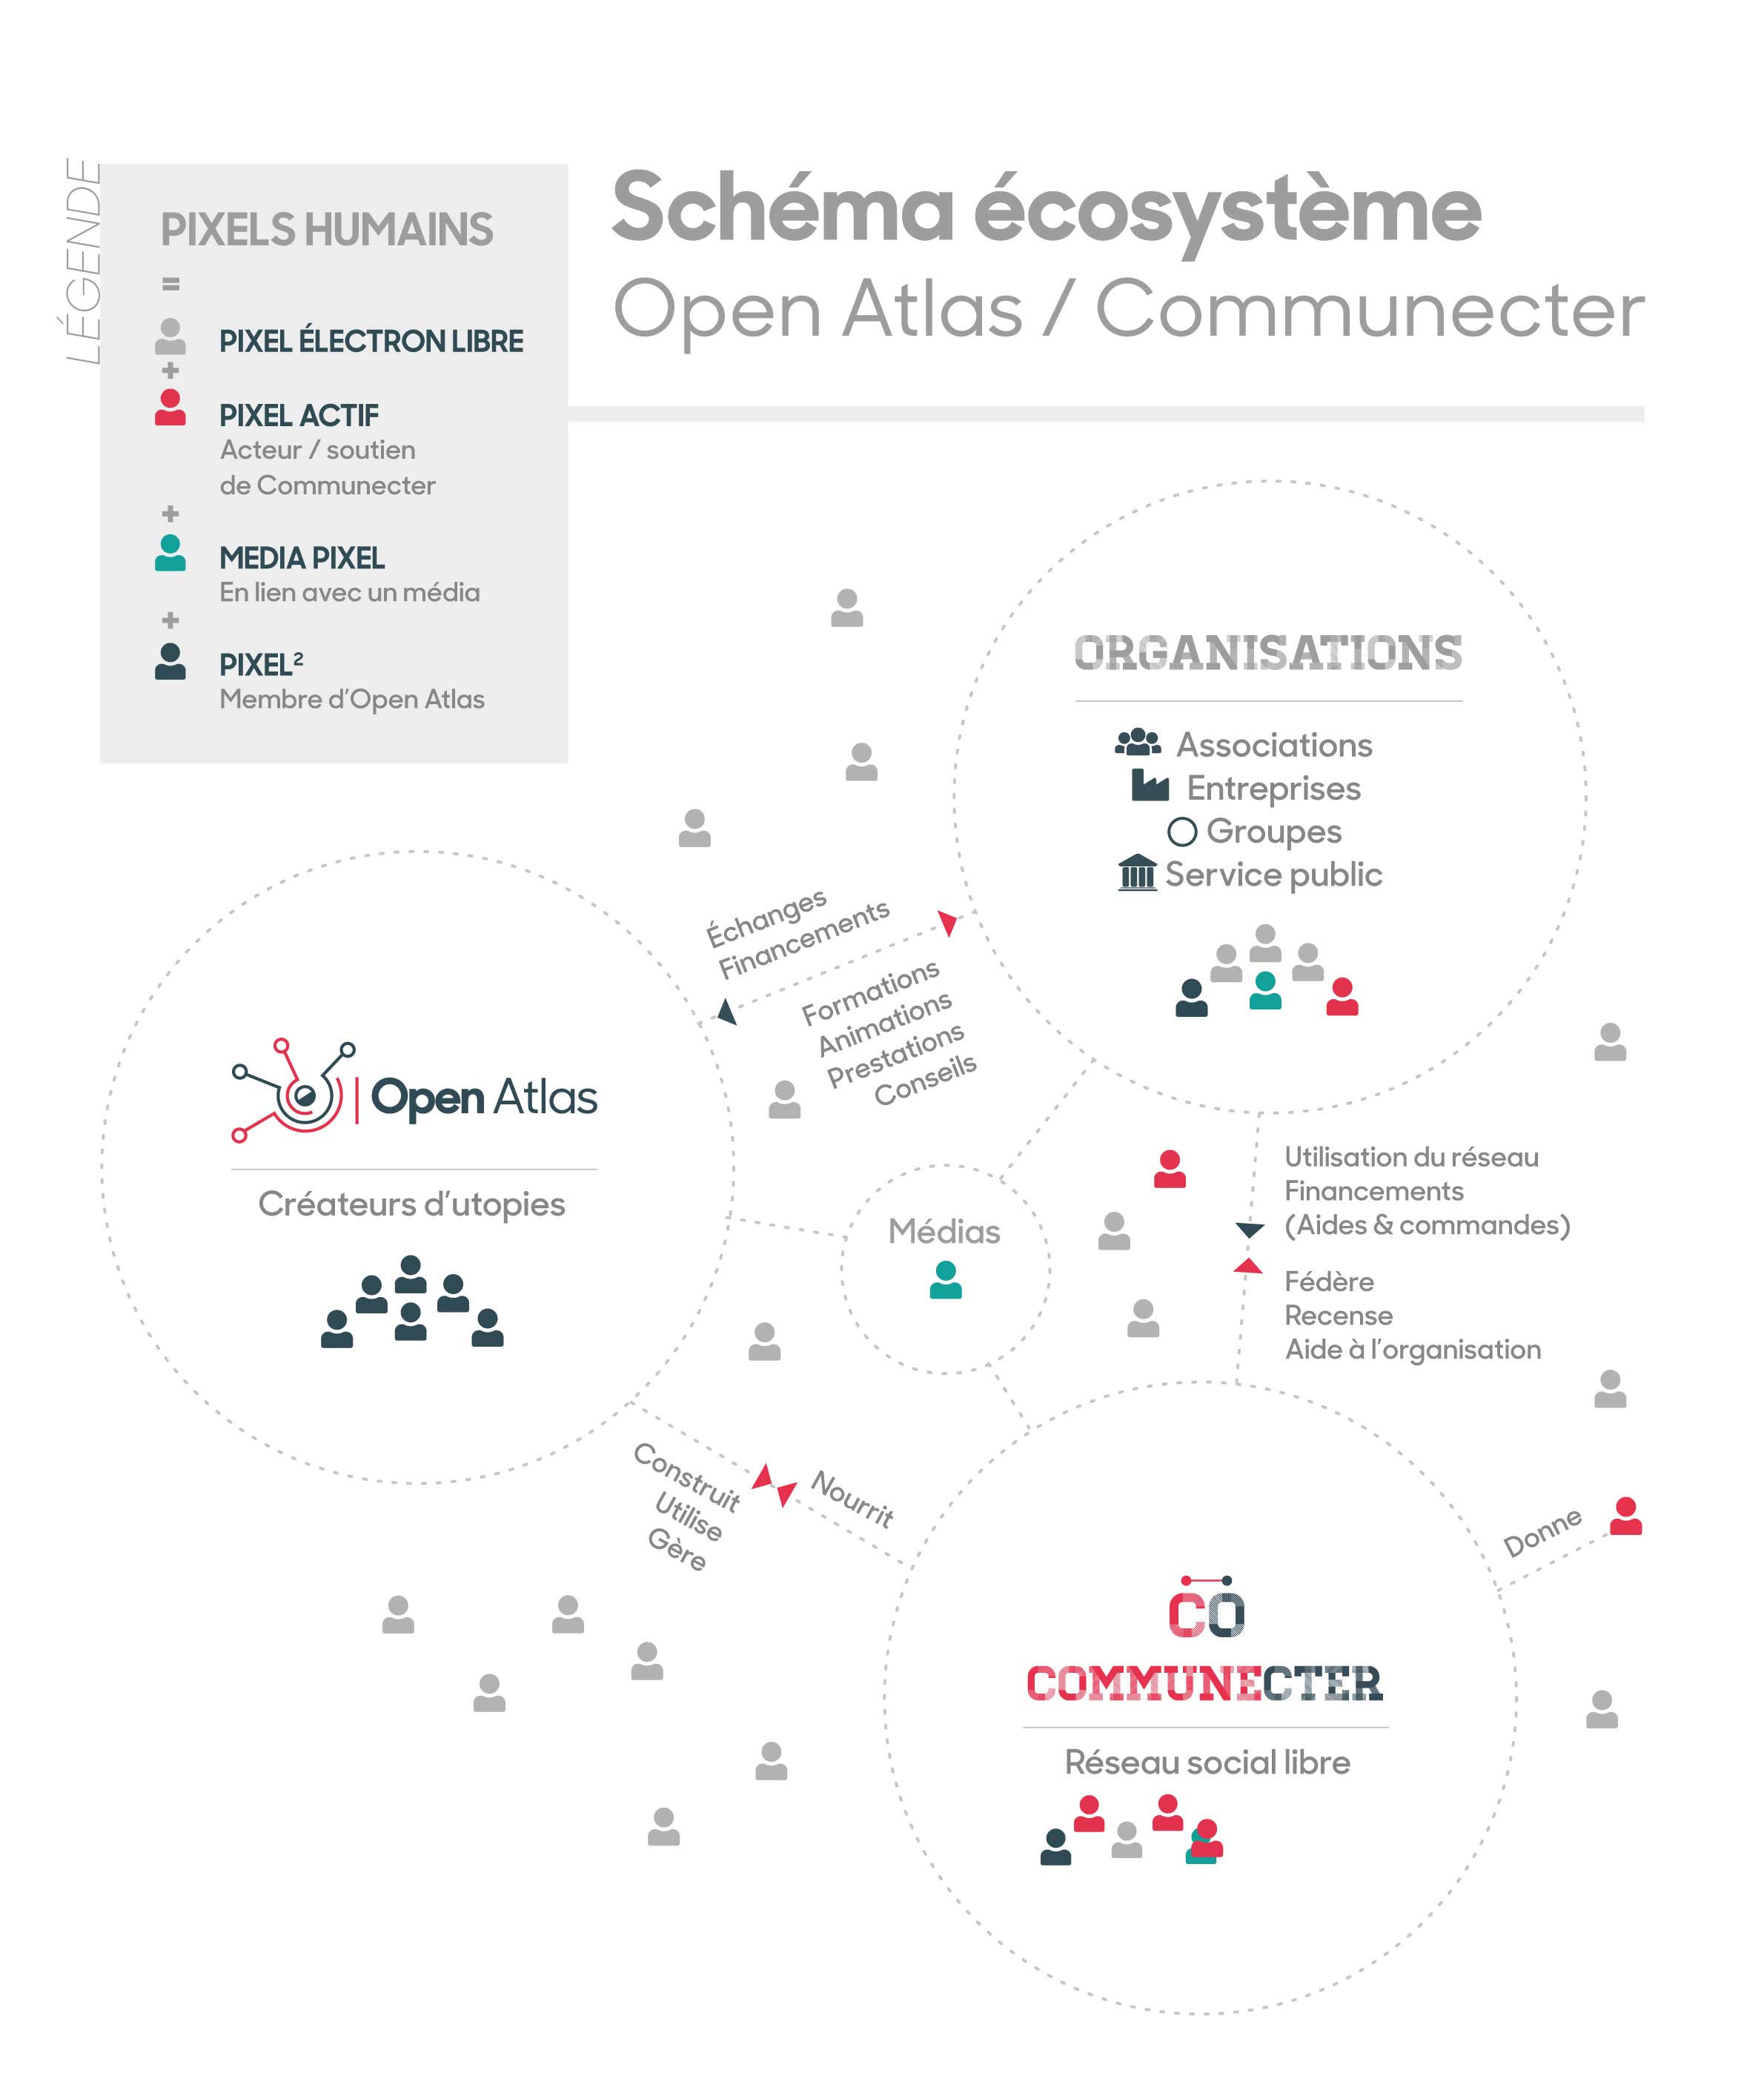 LÉGENDE
PIXELS HUMAINS
=
PIXEL ÉLECTRON LIBRE
+
PIXEL ACTIF
Acteur / soutien
de Communecter
+
MEDIA PIXEL
En lien avec un média
+
PIXEL²
Membre d'Open Atlas
Schéma écosystème
Open Atlas / Communecter
ORGANISATIONS
Associations
Entreprises
Groupes
Service public
Échanges
Financements
Formations
Animations
Prestations
Conseils
Open Atlas
Créateurs d'utopies
Médias
Utilisation du réseau
Financements
(Aides & commandes)
Fédère
Recense
Aide à l'organisation
Construit
Utilise
Gère
Nourrit
Donne
CO
COMMUNECTER
Réseau social libre